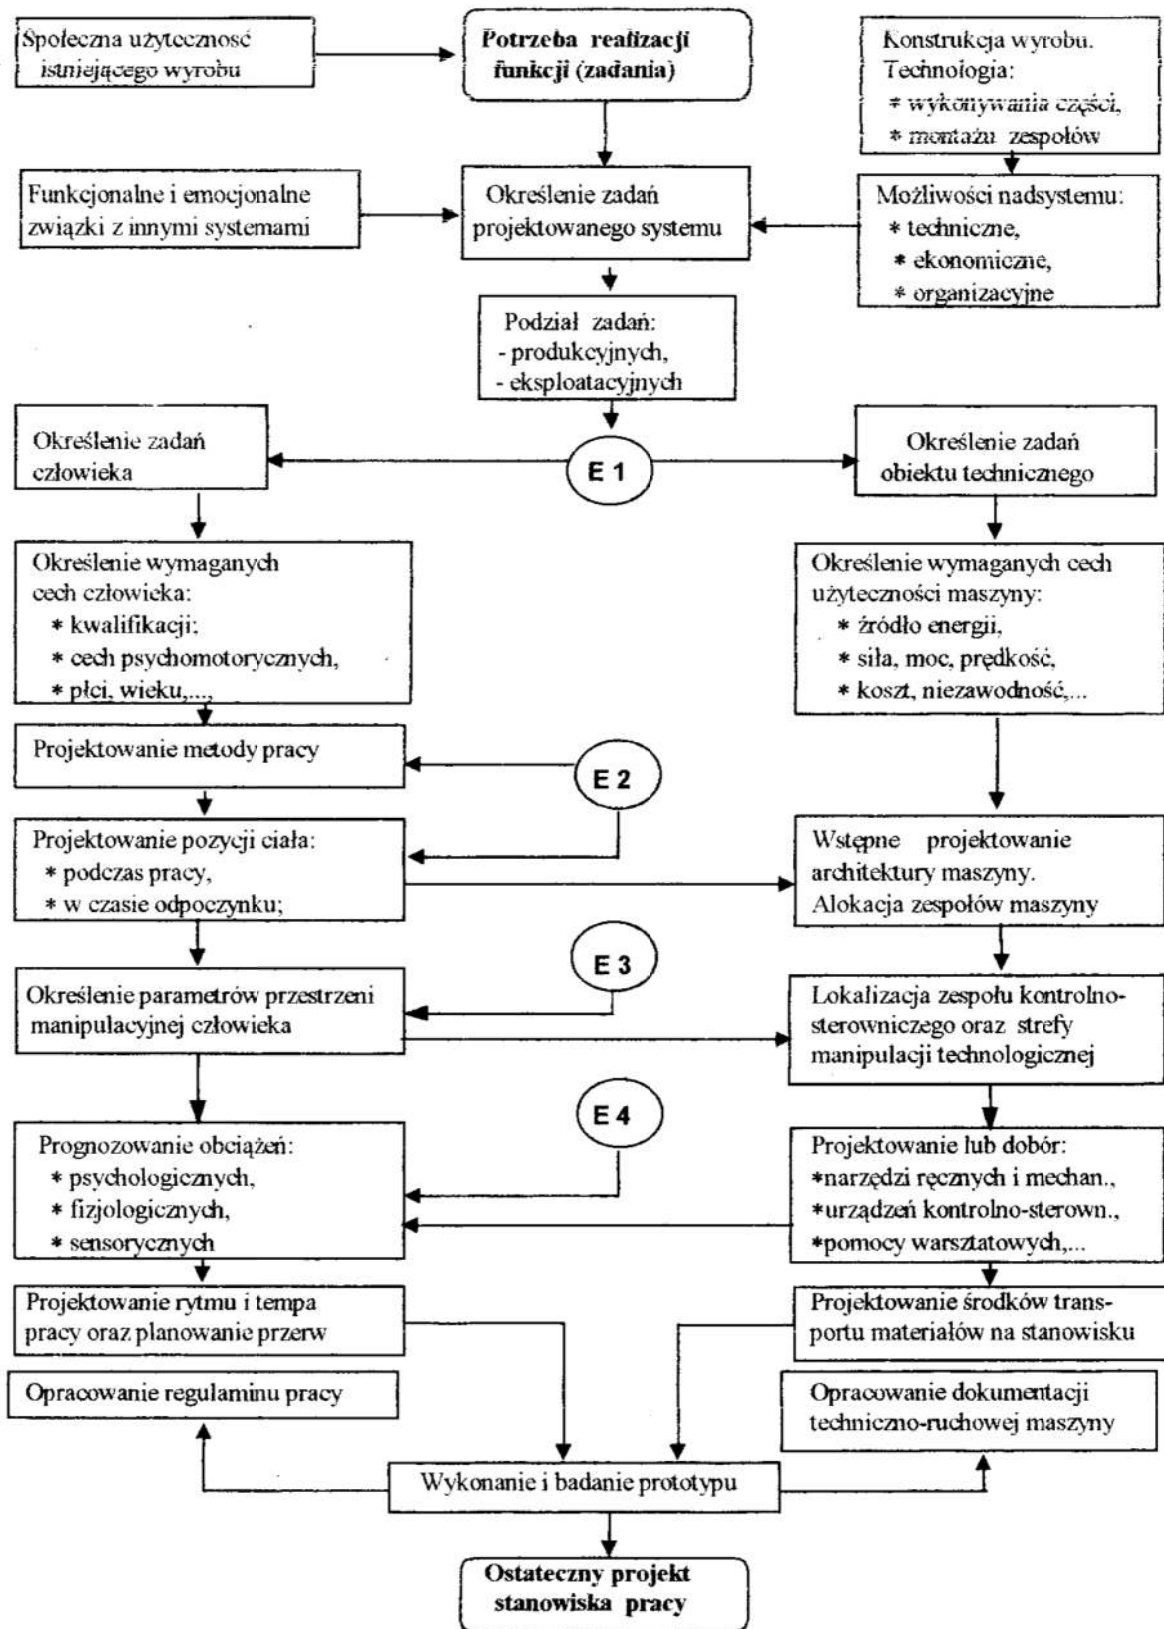 Społeczna użyteczność
istniejącego wyrobu
Potrzeba realizacji
funkcji (zadania)
Konstrukcja wyrobu.
Technologia:
* wykonywania części,
* montażu zespołów
Funkcjonalne i emocjonalne
związki z innymi systemami
Określenie zadań
projektowanego systemu
Możliwości nadsystemu:
* techniczne,
* ekonomiczne,
* organizacyjne
Podział zadań:
- produkcyjnych,
- eksploatacyjnych
Określenie zadań
człowieka
E 1
Określenie zadań
obiektu technicznego
Określenie wymaganych
cech człowieka:
* kwalifikacji;
* cech psychomotorycznych,
* płci, wieku,...,
Określenie wymaganych cech
użyteczności maszyny:
* źródło energii,
* siła, moc, prędkość,
* koszt, niezawodność,...
Projektowanie metody pracy
E 2
Projektowanie pozycji ciała:
* podczas pracy,
* w czasie odpoczynku;
Wstępne projektowanie
architektury maszyny.
Alokacja zespołów maszyny
E 3
Określenie parametrów przestrzeni
manipulacyjnej człowieka
Lokalizacja zespołu kontrolno-
sterowniczego oraz strefy
manipulacji technologicznej
E 4
Prognozowanie obciążeń:
* psychologicznych,
* fizjologicznych,
* sensorycznych
Projektowanie lub dobór:
*narzędzi ręcznych i mechan.,
*urządzeń kontrolno-sterown.,
*pomocy warsztatowych,...
Projektowanie rytmu i tempa
pracy oraz planowanie przerw
Projektowanie środków trans-
portu materiałów na stanowisku
Opracowanie regulaminu pracy
Opracowanie dokumentacji
techniczno-ruchowej maszyny
Wykonanie i badanie prototypu
Ostateczny projekt
stanowiska pracy